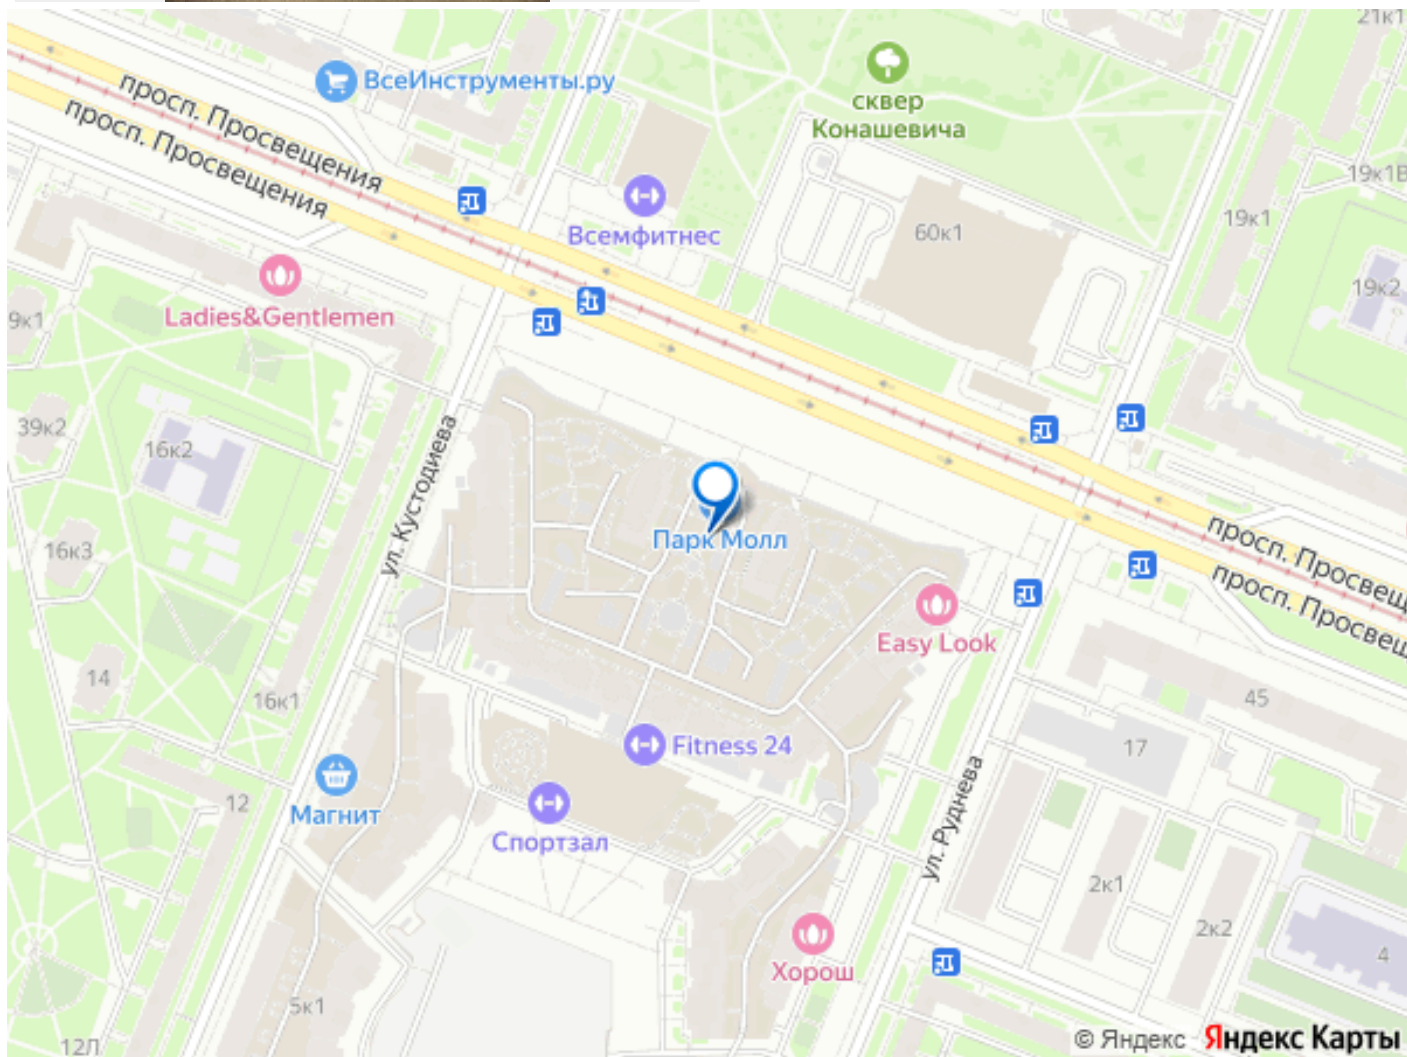 21к1
ВсеИнструменты.ру
сквер
Конашевича
просп. Просвещения
просп. Просвещения
19к1В
19к1
60к1
Всемфитнес
19к2
Ladies&Gentlemen
9к1
39к2
16к2
ул. Кустодиева
16к3
Парк Молл
просп. Просвещ
просп. Просвещ
Easy Look
14
16к1
45
17
Fitness 24
12
Магнит
Спортзал
ул. Руднева
2к1
2к2
4
Хорош
5к1
12Л
© Яндекс Яндекс Карты